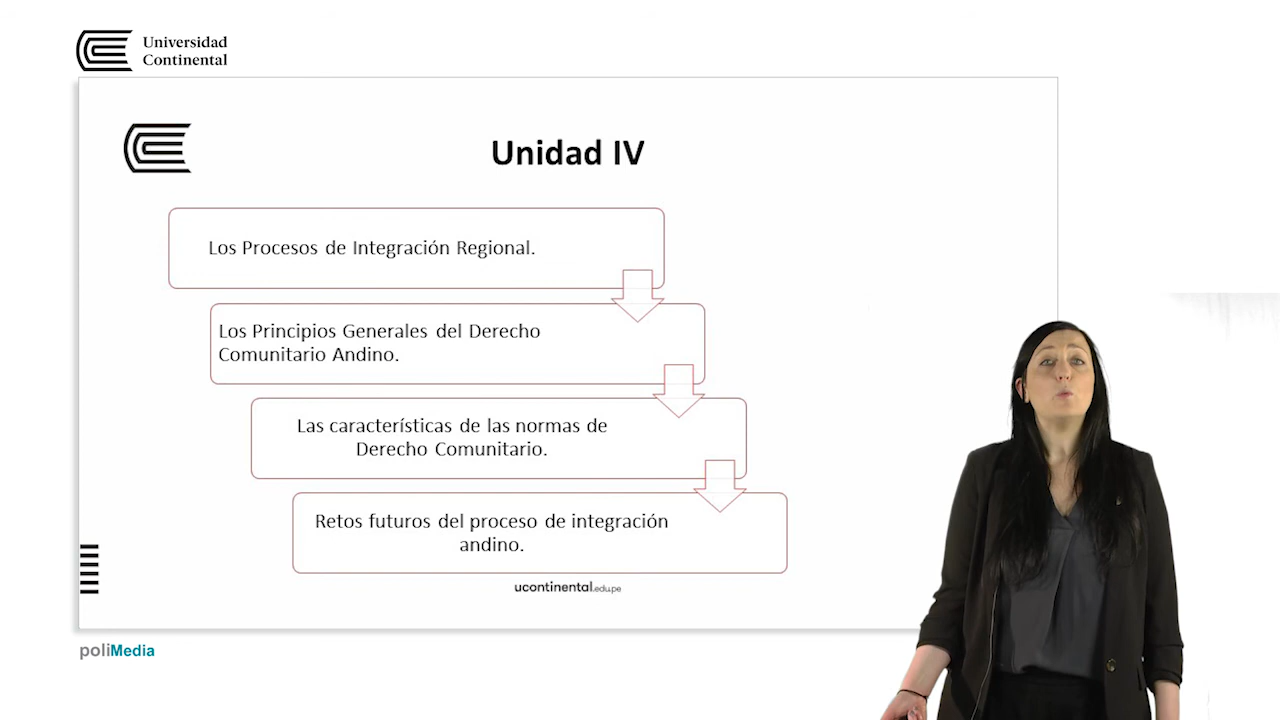 Universidad
Continental
Unidad IV
Los Procesos de Integración Regional.
Los Principios Generales del Derecho
Comunitario Andino.
Las características de las normas de
Derecho Comunitario.
Retos futuros del proceso de integración
andino.
ucontinental.edu.pe
poliMedia